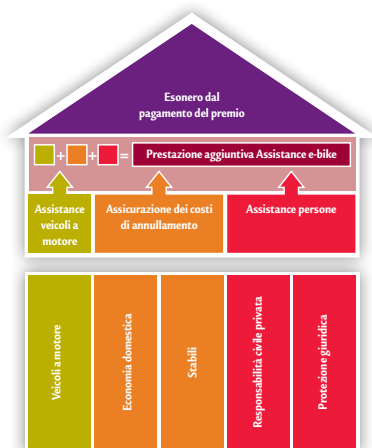 Esonero dal
pagamento del premio
+ + = Prestazione aggiuntiva Assistance e-bike
Assistance
veicoli a
motore
Assicurazione dei costi
di annullamento
Assistance persone
Veicoli a motore
Economia domestica
Stabili
Responsabilità civile privata
Protezione giuridica